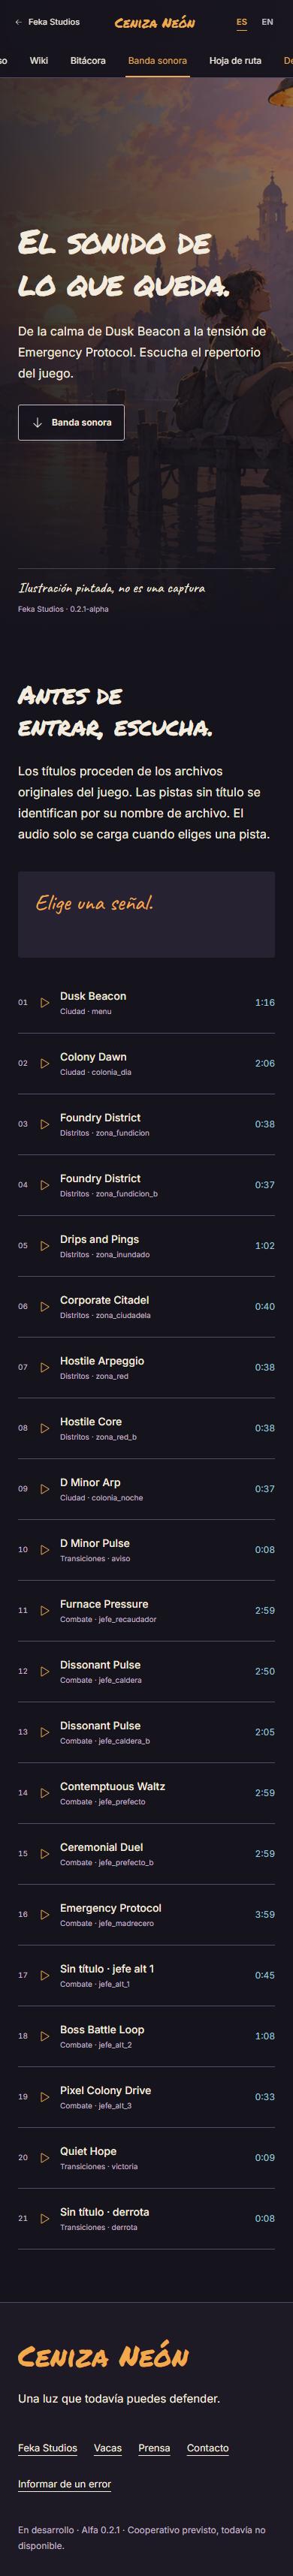 ← Feka Studios
Ceniza Neón
ES
EN
so
Wiki
Bitácora
Banda sonora
Hoja de ruta
De
El sonido de
lo que queda.
De la calma de Dusk Beacon a la tensión de
Emergency Protocol. Escucha el repertorio
del juego.
↓ Banda sonora
Ilustración pintada, no es una captura
Feka Studios · 0.2.1-alpha
Antes de
entrar, escucha.
Los títulos proceden de los archivos
originales del juego. Las pistas sin título se
identifican por su nombre de archivo. El
audio solo se carga cuando eliges una pista.
Elige una señal.
01 Dusk Beacon 1:16
Ciudad · menu
02 Colony Dawn 2:06
Ciudad · colonia_dia
03 Foundry District 0:38
Distritos · zona_fundicion
04 Foundry District 0:37
Distritos · zona_fundicion_b
05 Drips and Pings 1:02
Distritos · zona_inundado
06 Corporate Citadel 0:40
Distritos · zona_ciudadela
07 Hostile Arpeggio 0:38
Distritos · zona_red
08 Hostile Core 0:38
Distritos · zona_red_b
09 D Minor Arp 0:37
Ciudad · colonia_noche
10 D Minor Pulse 0:08
Transiciones · aviso
11 Furnace Pressure 2:59
Combate · jefe_recaudador
12 Dissonant Pulse 2:50
Combate · jefe_caldera
13 Dissonant Pulse 2:05
Combate · jefe_caldera_b
14 Contemptuous Waltz 2:59
Combate · jefe_prefecto
15 Ceremonial Duel 2:59
Combate · jefe_prefecto_b
16 Emergency Protocol 3:59
Combate · jefe_madrecero
17 Sin título · jefe alt 1 0:45
Combate · jefe_alt_1
18 Boss Battle Loop 1:08
Combate · jefe_alt_2
19 Pixel Colony Drive 0:33
Combate · jefe_alt_3
20 Quiet Hope 0:09
Transiciones · victoria
21 Sin título · derrota 0:08
Transiciones · derrota
Ceniza Neón
Una luz que todavía puedes defender.
Feka Studios
Vacas
Prensa
Contacto
Informar de un error
En desarrollo · Alfa 0.2.1 · Cooperativo previsto, todavía no
disponible.